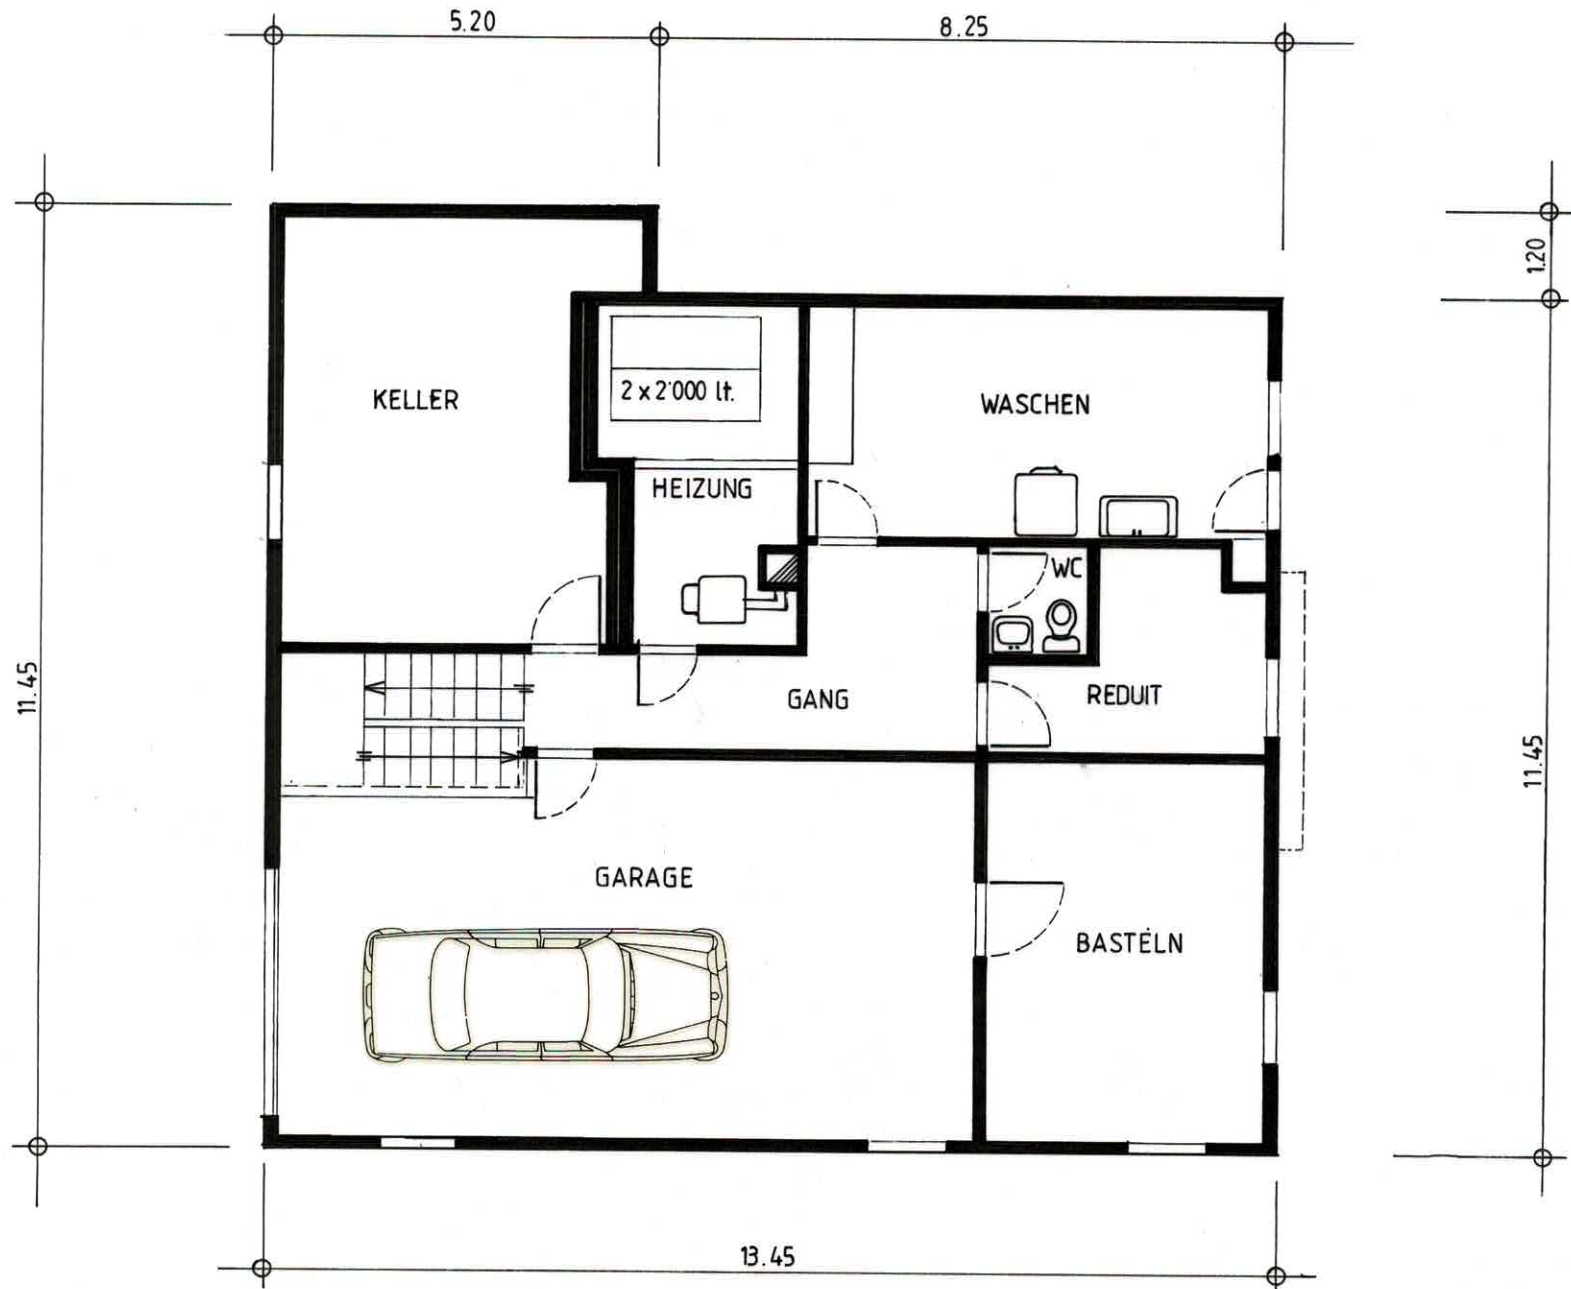 5.20
8.25
1.20
KELLER
2 x 2'000 lt.
WASCHEN
HEIZUNG
WC
11.45
GANG
REDUIT
11.45
GARAGE
BASTELN
13.45